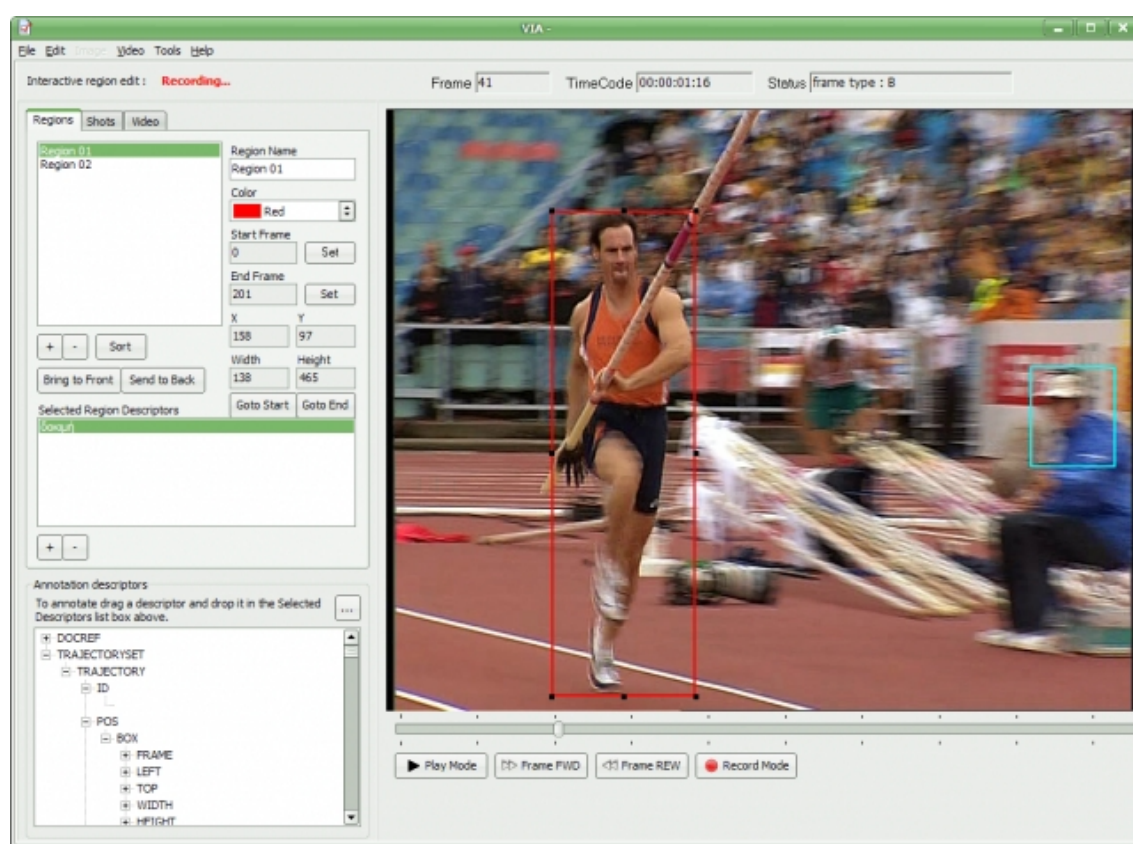 VIA -
File Edit Image Video Tools Help
Interactive region edit : Recording...
Frame 41 TimeCode 00:00:01:16 Status frame type : B
Regions Shots Video
Region 01
Region 02
Region Name
Region 01
Color
Red
Start Frame
0 Set
End Frame
201 Set
X Y
158 97
Width Height
138 465
+ - Sort
Bring to Front Send to Back
Goto Start Goto End
Selected Region Descriptors
δοκιμή
+ -
Annotation descriptors
To annotate drag a descriptor and drop it in the Selected
Descriptors list box above.
...
DOCREF
TRAJECTORYSET
TRAJECTORY
ID
POS
BOX
FRAME
LEFT
TOP
WIDTH
HEIGHT
Play Mode Frame FWD Frame REW Record Mode